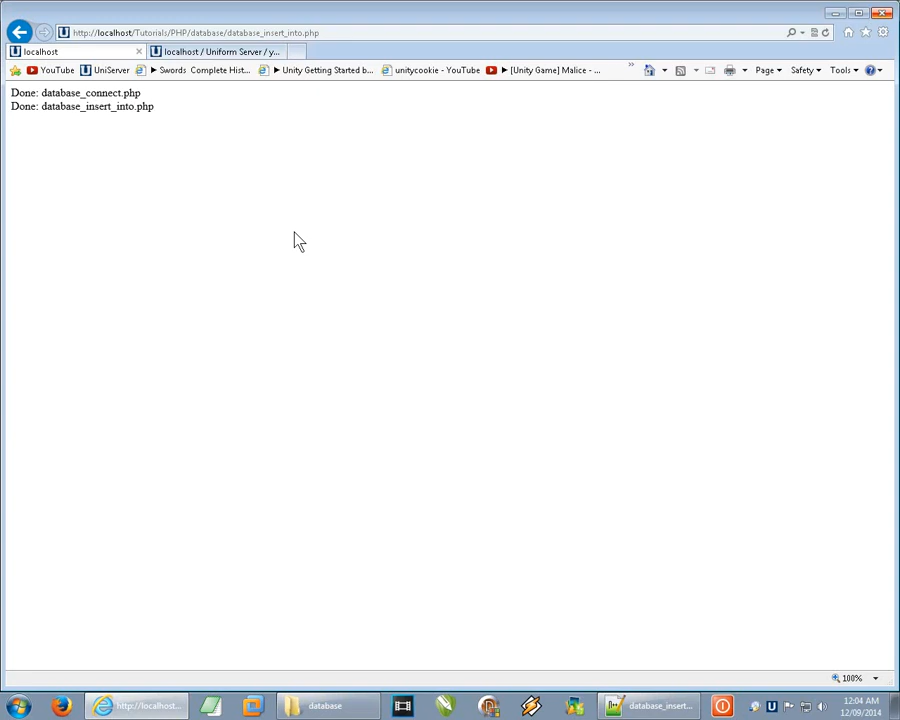 http://localhost/Tutorials/PHP/database/database_insert_into.php
localhost
localhost / Uniform Server / y...
YouTube
UniServer
Swords Complete Hist...
Unity Getting Started b...
unitycookie - YouTube
[Unity Game] Malice - ...
»
Page
Safety
Tools
Done: database_connect.php
Done: database_insert_into.php
100%
http://localhost...
database
database_insert...
12:04 AM
12/09/2014